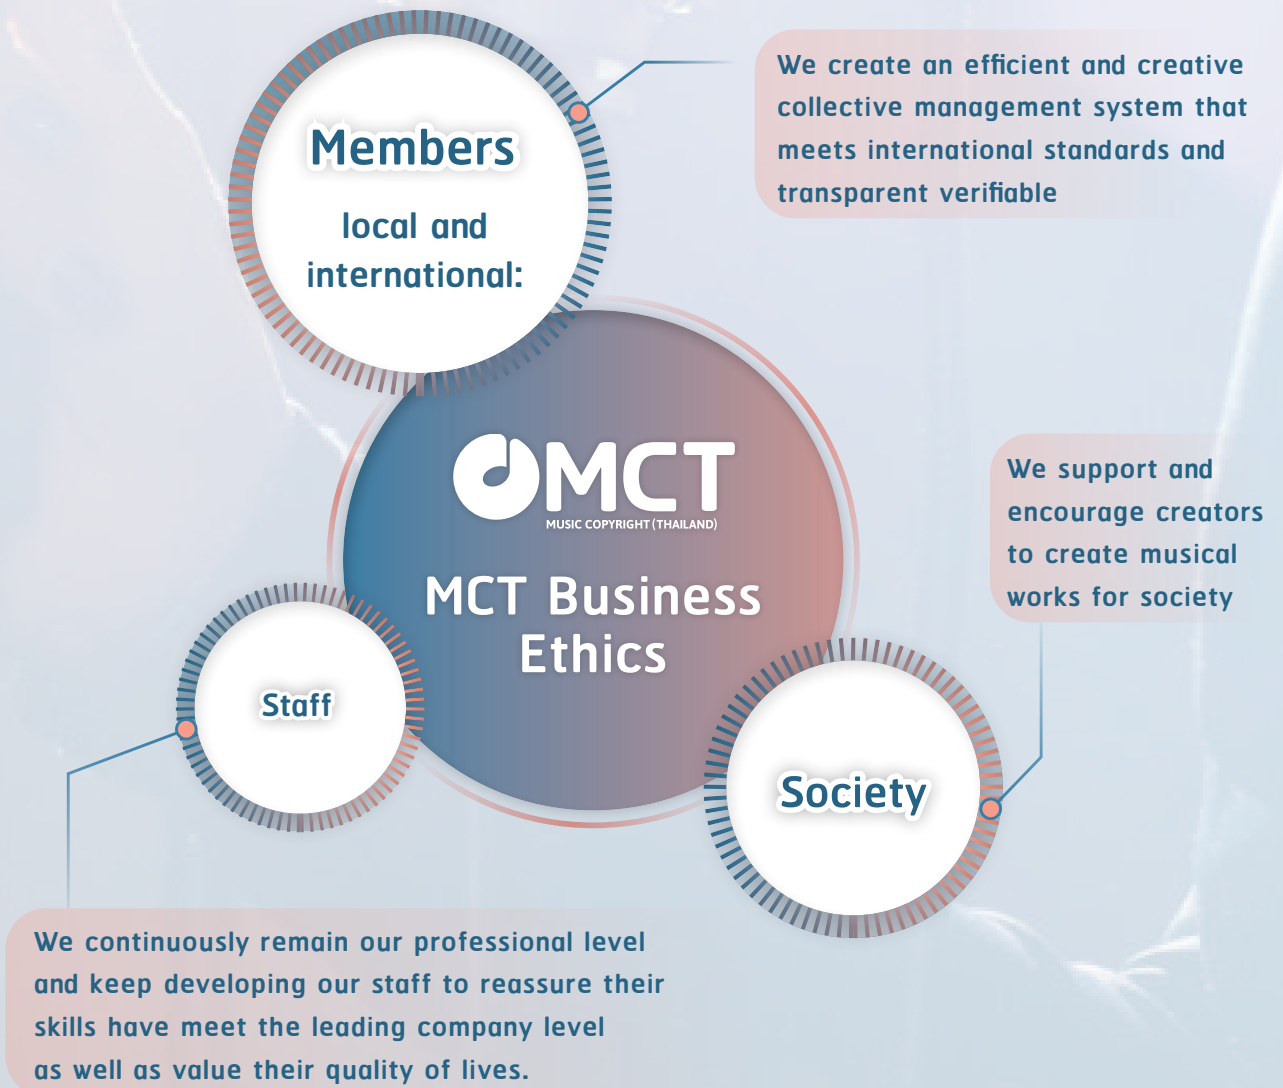 Members
local and
international:
We create an efficient and creative
collective management system that
meets international standards and
transparent verifiable
MCT
MUSIC COPYRIGHT (THAILAND)
MCT Business
Ethics
We support and
encourage creators
to create musical
works for society
Staff
Society
We continuously remain our professional level
and keep developing our staff to reassure their
skills have meet the leading company level
as well as value their quality of lives.